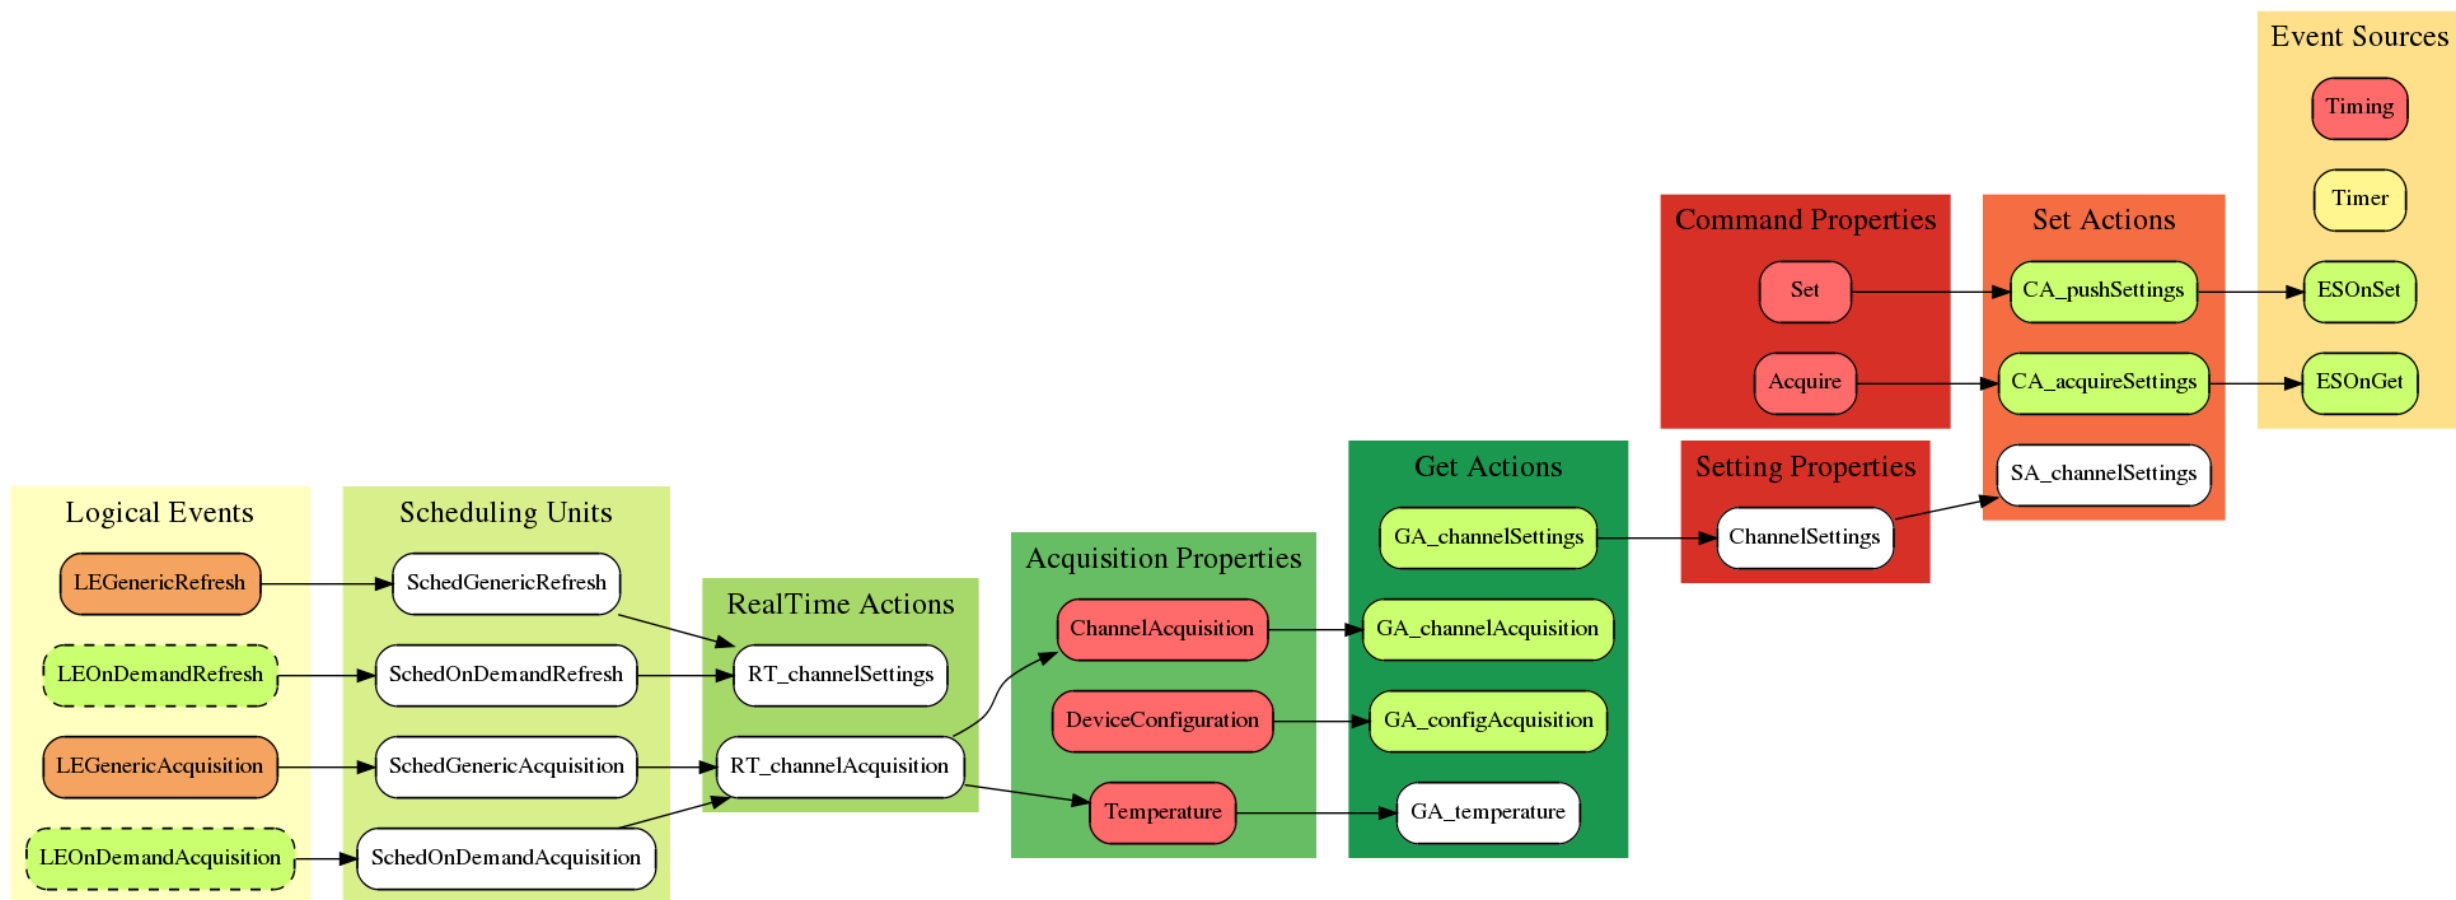 Event Sources
Timing
Timer
ESOnSet
ESOnGet
Command Properties
Set
Acquire
Set Actions
CA_pushSettings
CA_acquireSettings
SA_channelSettings
Setting Properties
ChannelSettings
Get Actions
GA_channelSettings
GA_channelAcquisition
GA_configAcquisition
GA_temperature
Acquisition Properties
ChannelAcquisition
DeviceConfiguration
Temperature
RealTime Actions
RT_channelSettings
RT_channelAcquisition
Scheduling Units
SchedGenericRefresh
SchedOnDemandRefresh
SchedGenericAcquisition
SchedOnDemandAcquisition
Logical Events
LEGenericRefresh
LEOnDemandRefresh
LEGenericAcquisition
LEOnDemandAcquisition